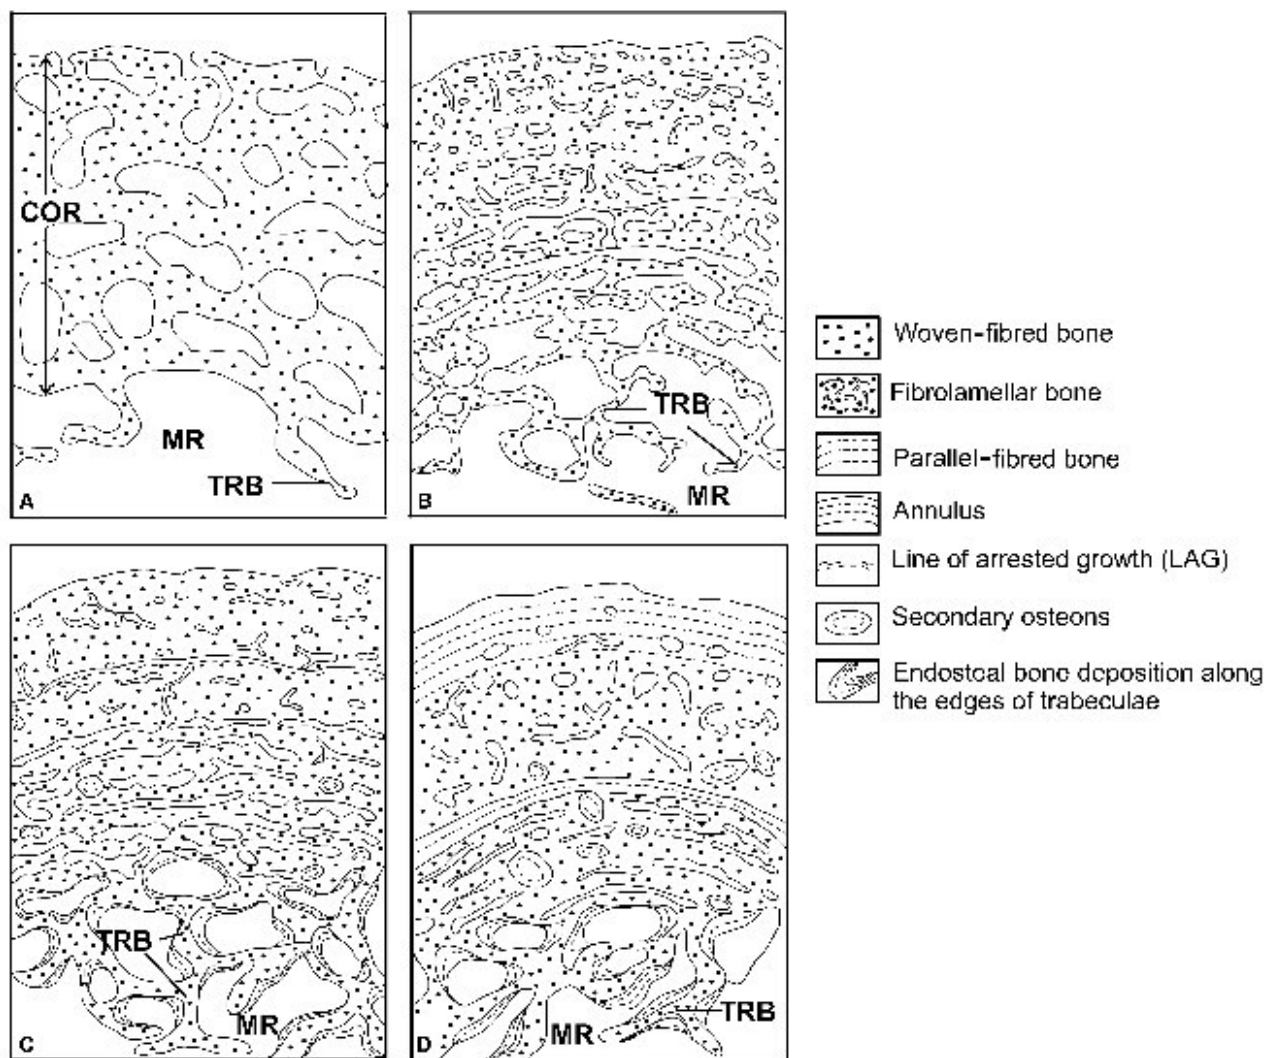 COR
MR
TRB
A
TRB
MR
B
TRB
MR
C
TRB
MR
D
Woven-fibred bone
Fibrolamellar bone
Parallel-fibred bone
Annulus
Line of arrested growth (LAG)
Secondary osteons
Endosteal bone deposition along
the edges of trabeculae